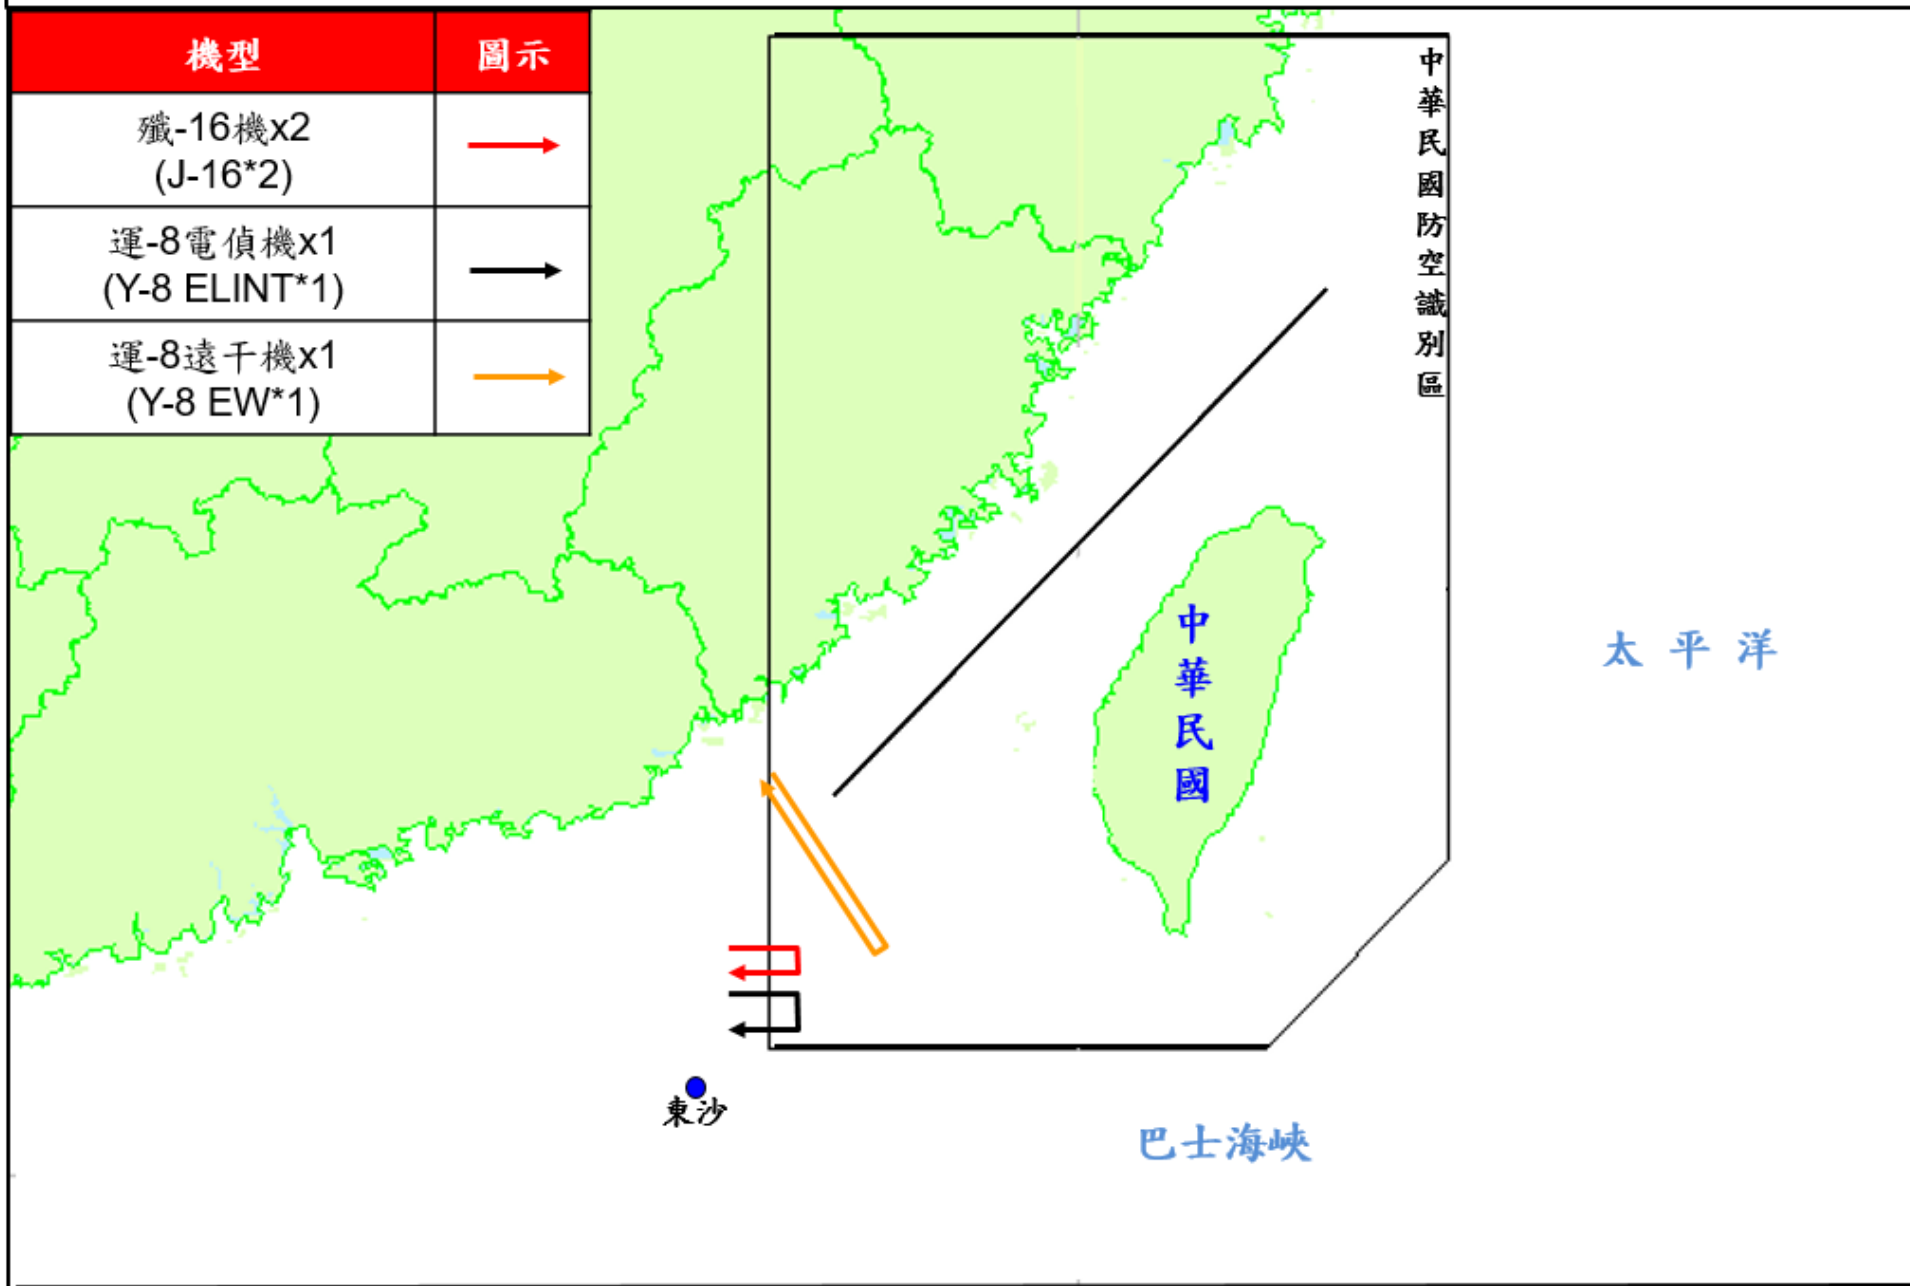 機型 圖示
殲-16機x2
(J-16*2)
運-8電偵機x1
(Y-8 ELINT*1)
運-8遠干機x1
(Y-8 EW*1)
中華民國防空識別區
中華民國
太平洋
東沙
巴士海峽